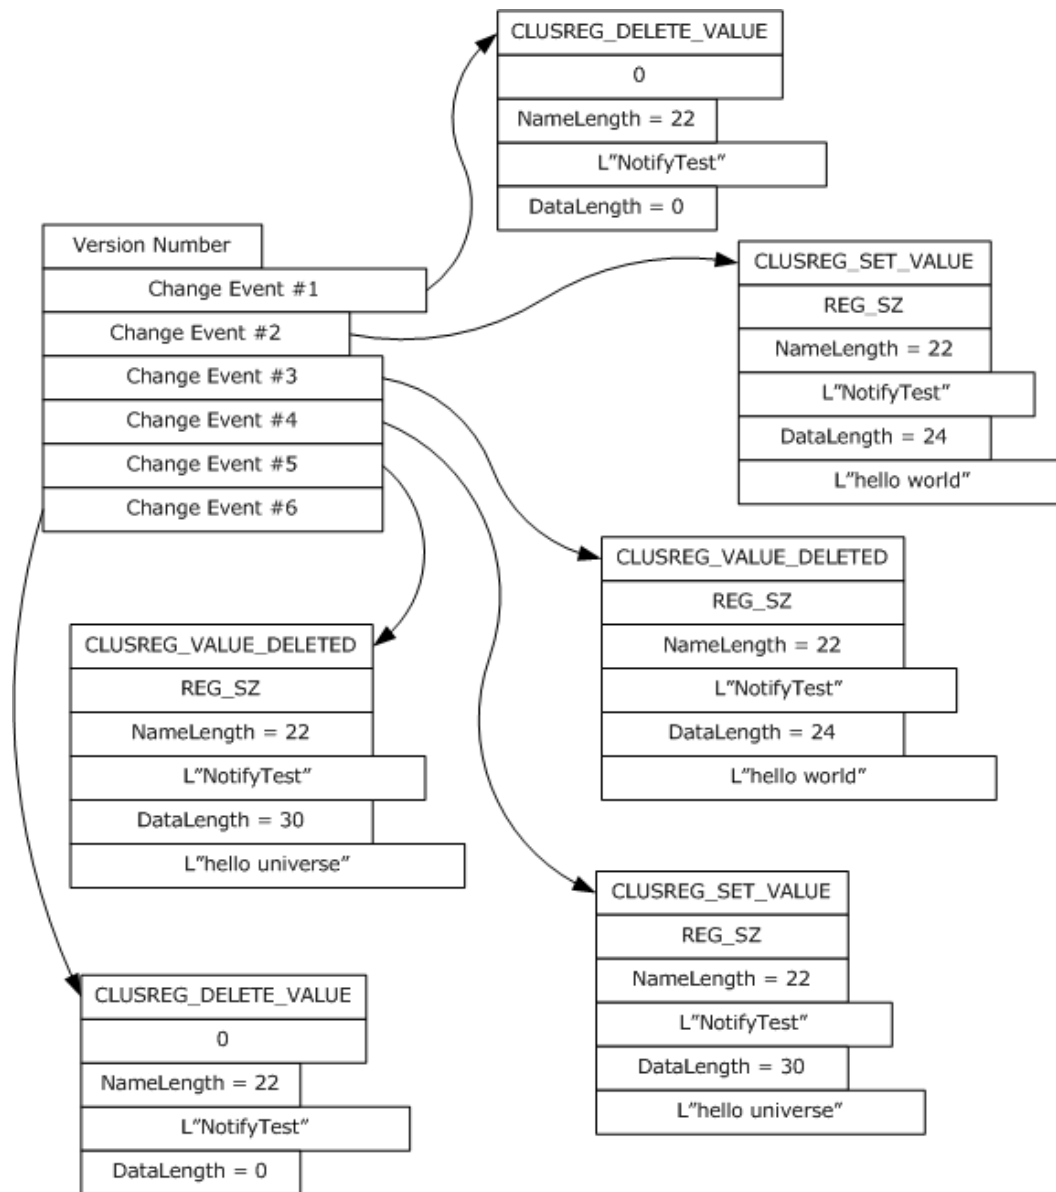 CLUSREG_DELETE_VALUE
0
NameLength = 22
L”NotifyTest”
DataLength = 0
Version Number
Change Event #1
Change Event #2
Change Event #3
Change Event #4
Change Event #5
Change Event #6
CLUSREG_SET_VALUE
REG_SZ
NameLength = 22
L”NotifyTest”
DataLength = 24
L”hello world”
CLUSREG_VALUE_DELETED
REG_SZ
NameLength = 22
L”NotifyTest”
DataLength = 24
L”hello world”
CLUSREG_VALUE_DELETED
REG_SZ
NameLength = 22
L”NotifyTest”
DataLength = 30
L”hello universe”
CLUSREG_SET_VALUE
REG_SZ
NameLength = 22
L”NotifyTest”
DataLength = 30
L”hello universe”
CLUSREG_DELETE_VALUE
0
NameLength = 22
L”NotifyTest”
DataLength = 0